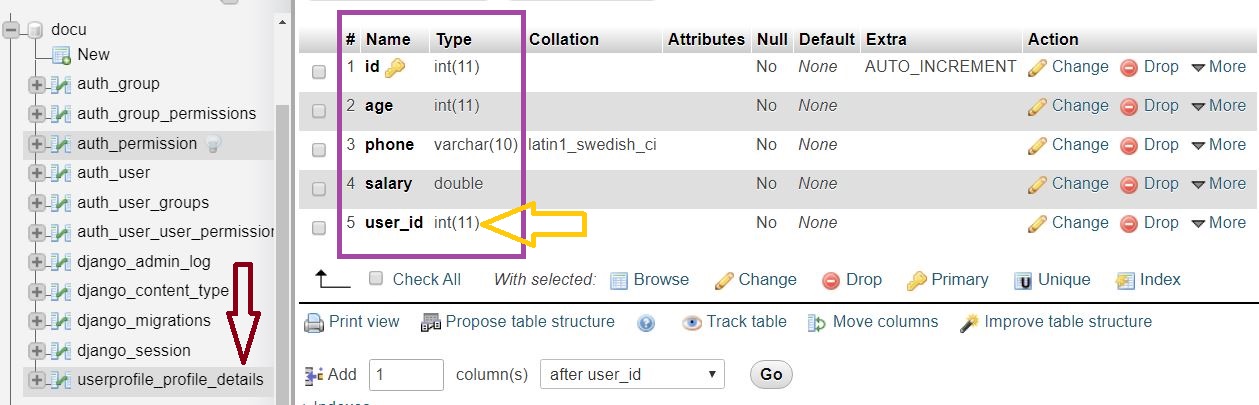 docu
New
auth_group
auth_group_permissions
auth_permission
auth_user
auth_user_groups
auth_user_user_permission
django_admin_log
django_content_type
django_migrations
django_session
userprofile_profile_details
# Name Type Collation Attributes Null Default Extra Action
1 id int(11) No None AUTO_INCREMENT Change Drop More
2 age int(11) No None Change Drop More
3 phone varchar(10) latin1_swedish_ci No None Change Drop More
4 salary double No None Change Drop More
5 user_id int(11) No None Change Drop More
Check All With selected: Browse Change Drop Primary U Unique Index
Print view Propose table structure Track table Move columns Improve table structure
Add 1 column(s) after user_id Go